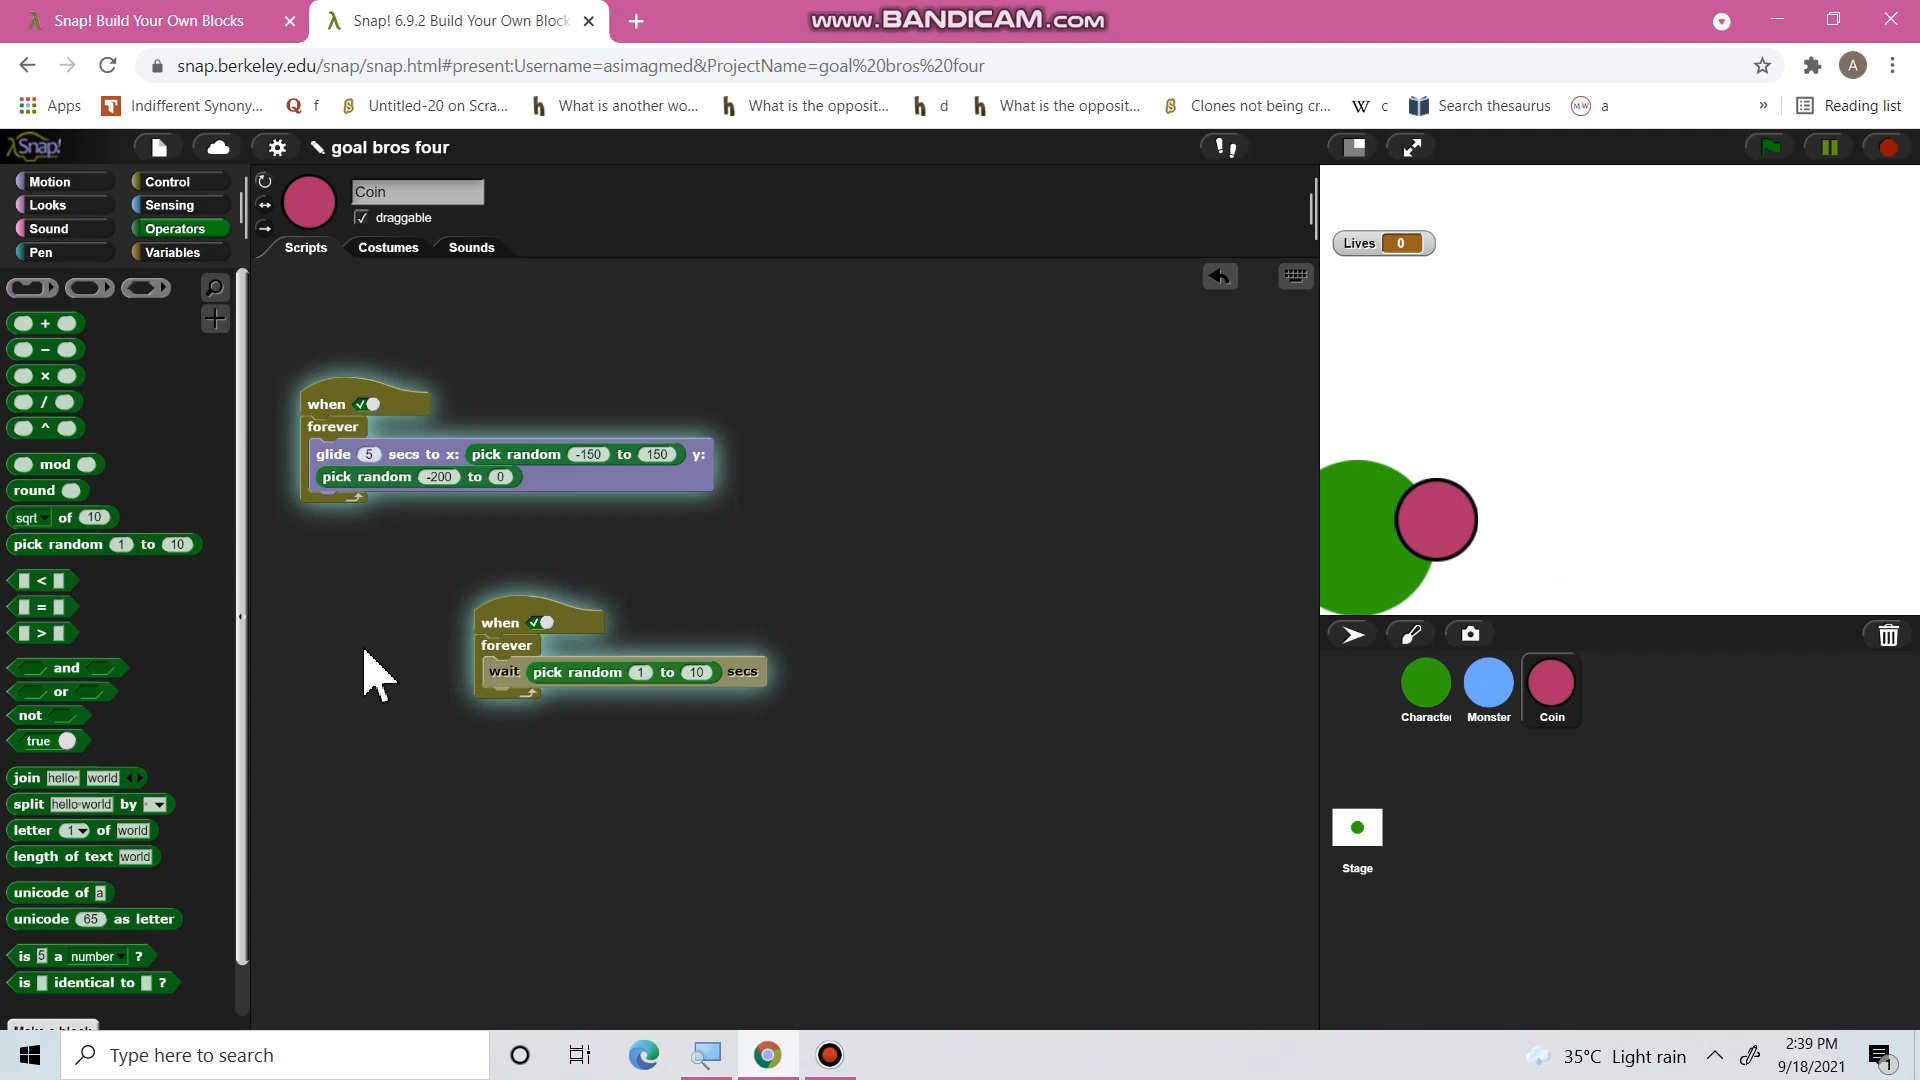 Snap! Build Your Own Blocks
Snap! 6.9.2 Build Your Own Block
www.BANDICAM.com
snap.berkeley.edu/snap/snap.html#present:Username=asimagmed&ProjectName=goal%20bros%20four
A
Apps
Indifferent Synony...
f
Untitled-20 on Scra...
What is another wo...
What is the opposit...
d
What is the opposit...
Clones not being cr...
c
Search thesaurus
a
»
Reading list
Snap!
goal bros four
Motion
Control
Looks
Sensing
Sound
Operators
Pen
Variables
Coin
draggable
Scripts
Costumes
Sounds
+
−
×
/
^
mod
round
sqrt of 10
pick random 1 to 10
<
=
>
and
or
not
true
join hello world
split hello world by
letter 1 of world
length of text world
unicode of a
unicode 65 as letter
is 5 a number ?
is identical to ?
when
forever
glide 5 secs to x: pick random -150 to 150 y:
pick random -200 to 0
when
forever
wait pick random 1 to 10 secs
Lives 0
Character
Monster
Coin
Stage
Type here to search
35°C Light rain
2:39 PM
9/18/2021
1